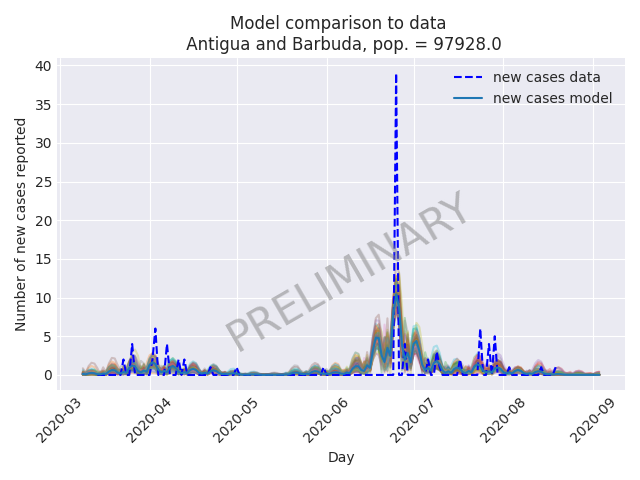 Model comparison to data
Antigua and Barbuda, pop. = 97928.0
40
35
30
25
20
15
10
5
0
Number of new cases reported
new cases data
new cases model
PRELIMINARY
2020-03
2020-04
2020-05
2020-06
2020-07
2020-08
2020-09
Day